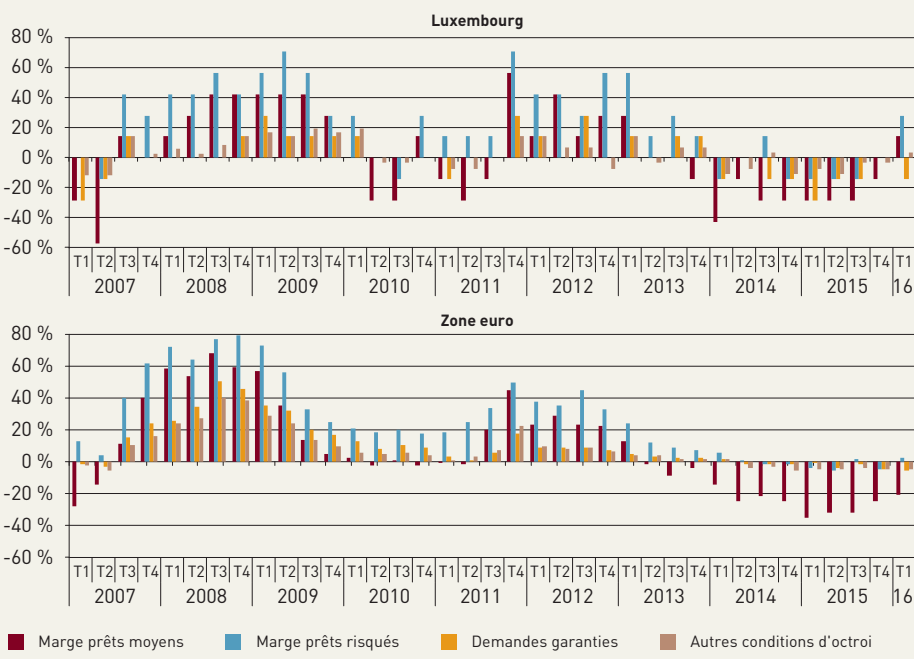 Luxembourg
80 %
60 %
40 %
20 %
0 %
-20 %
-40 %
-60 %
T1 T2 T3 T4 T1 T2 T3 T4 T1 T2 T3 T4 T1 T2 T3 T4 T1 T2 T3 T4 T1 T2 T3 T4 T1 T2 T3 T4 T1 T2 T3 T4 T1 T2 T3 T4 T1
2007 2008 2009 2010 2011 2012 2013 2014 2015 16
Zone euro
80 %
60 %
40 %
20 %
0 %
-20 %
-40 %
-60 %
T1 T2 T3 T4 T1 T2 T3 T4 T1 T2 T3 T4 T1 T2 T3 T4 T1 T2 T3 T4 T1 T2 T3 T4 T1 T2 T3 T4 T1 T2 T3 T4 T1 T2 T3 T4 T1
2007 2008 2009 2010 2011 2012 2013 2014 2015 16
Marge prêts moyens Marge prêts risqués Demandes garanties Autres conditions d'octroi